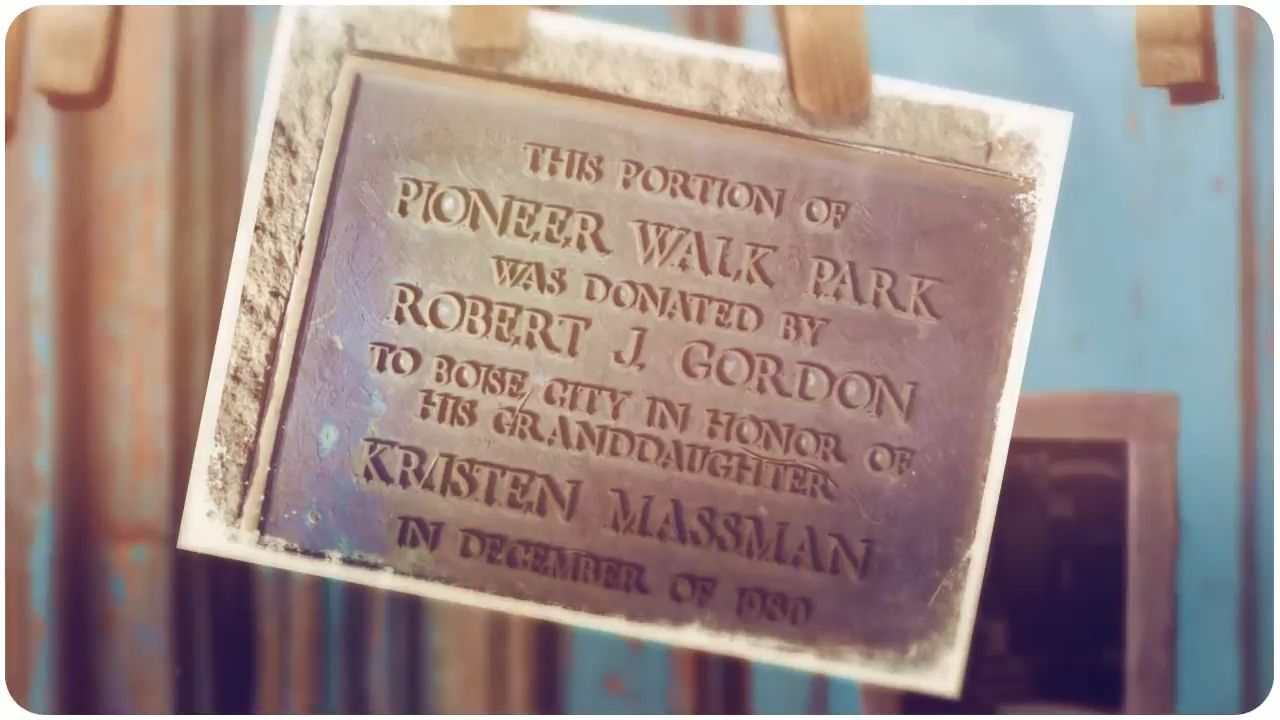 THIS PORTION OF
PIONEER WALK PARK
WAS DONATED BY
ROBERT J. GORDON
TO BOISE CITY IN HONOR OF
HIS GRANDDAUGHTER
KRISTEN MASSMAN
IN DECEMBER OF 1980